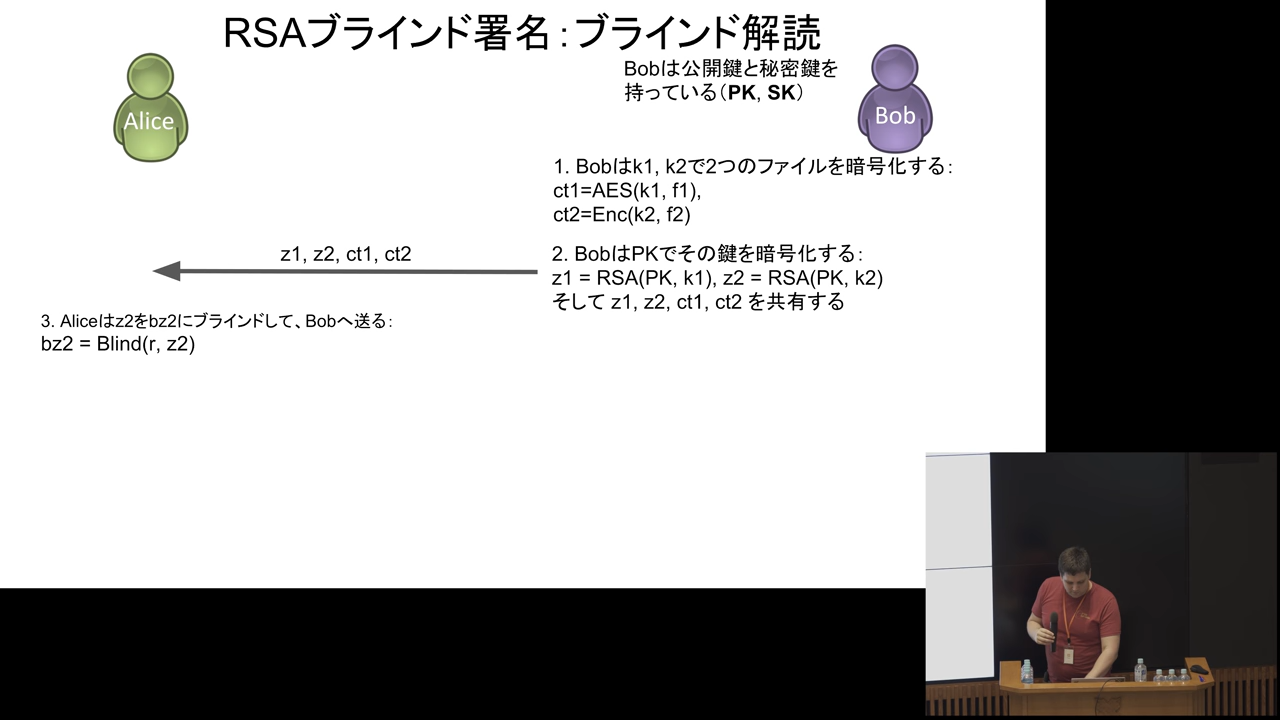 RSAブラインド署名：ブラインド解読
Alice
Bobは公開鍵と秘密鍵を
持っている（PK, SK）
Bob
1. Bobはk1, k2で2つのファイルを暗号化する：
ct1=AES(k1, f1),
ct2=Enc(k2, f2)
z1, z2, ct1, ct2
2. BobはPKでその鍵を暗号化する：
z1 = RSA(PK, k1), z2 = RSA(PK, k2)
そして z1, z2, ct1, ct2 を共有する
3. Aliceはz2をbz2にブラインドして、Bobへ送る：
bz2 = Blind(r, z2)